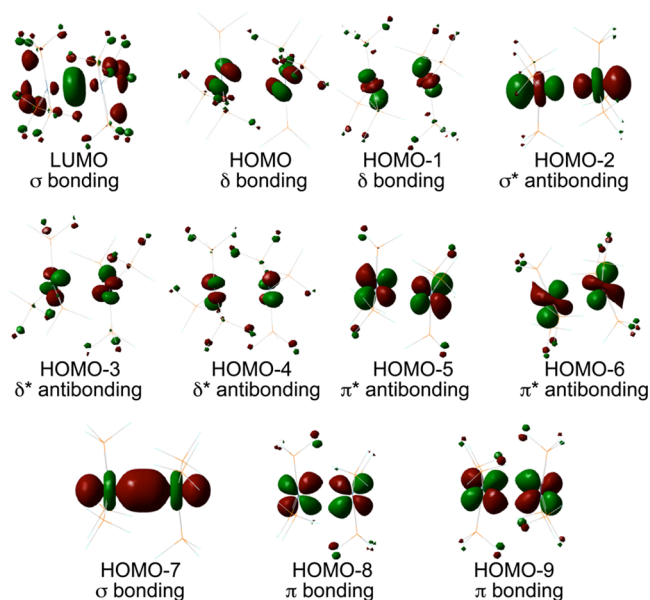 LUMO
σ bonding
HOMO
δ bonding
HOMO-1
δ bonding
HOMO-2
σ* antibonding
HOMO-3
δ* antibonding
HOMO-4
δ* antibonding
HOMO-5
π* antibonding
HOMO-6
π* antibonding
HOMO-7
σ bonding
HOMO-8
π bonding
HOMO-9
π bonding